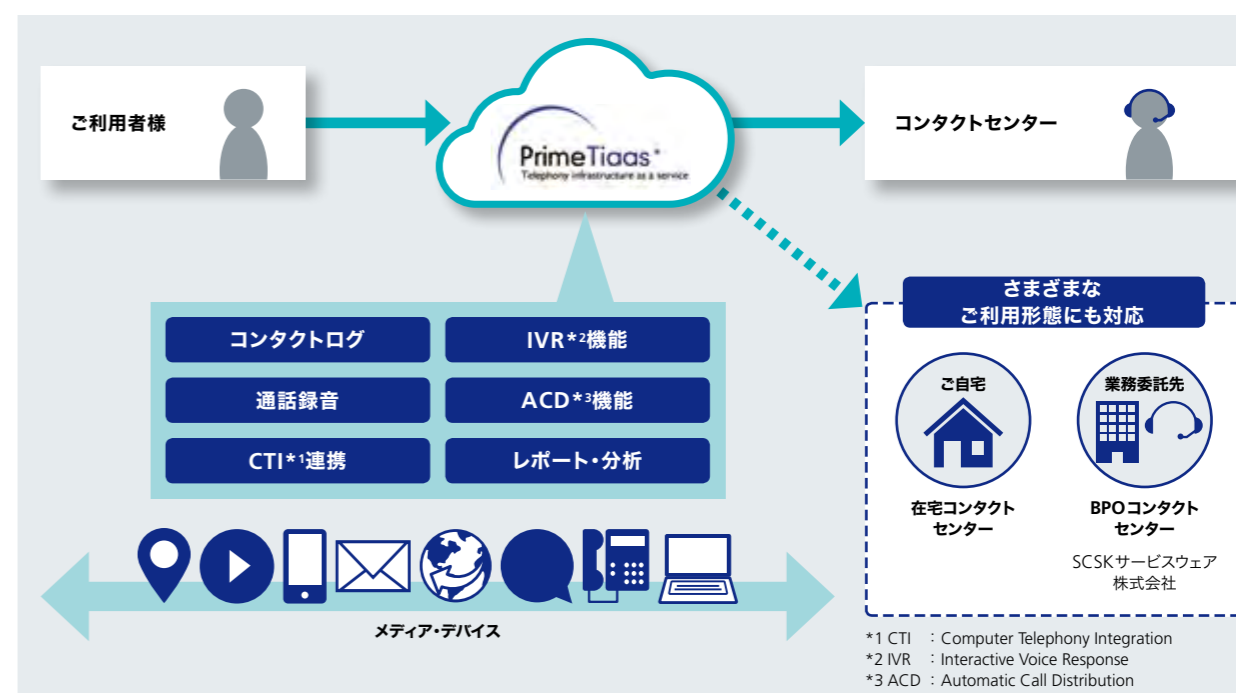 ご利用者様
PrimeTiaas
Telephony infrastructure as a service
コンタクトセンター
コンタクトログ
IVR*2機能
通話録音
ACD*3機能
CTI*1連携
レポート・分析
さまざまな
ご利用形態にも対応
ご自宅
業務委託先
在宅コンタクト
センター
BPOコンタクト
センター
SCSKサービスウェア
株式会社
メディア・デバイス
*1 CTI ：Computer Telephony Integration
*2 IVR ：Interactive Voice Response
*3 ACD：Automatic Call Distribution